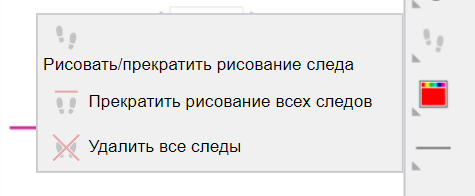 Рисовать/прекратить рисование следа
Прекратить рисование всех следов
Удалить все следы